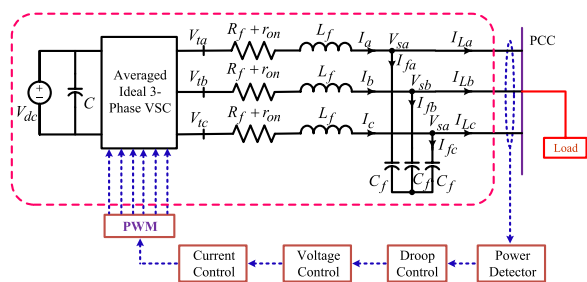 V_ta R_f + r_on L_f I_a V_sa I_La PCC
I_fa
Averaged
Ideal 3-
Phase VSC
+
−
V_dc
C
V_tb R_f + r_on L_f I_b V_sb I_Lb
I_fb
V_tc R_f + r_on L_f I_c V_sa I_Lc
I_fc
C_f C_f C_f
Load
PWM
Current
Control
Voltage
Control
Droop
Control
Power
Detector